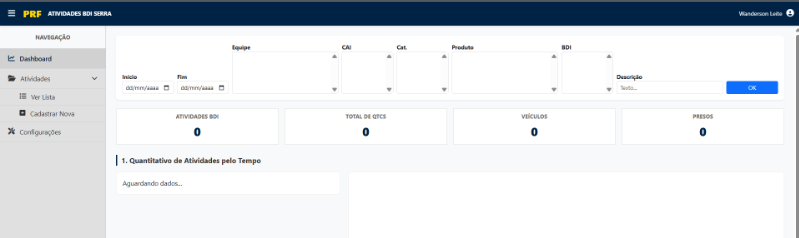 PRF ATIVIDADES BDI SERRA
Wanderson Leite
NAVEGAÇÃO
Dashboard
Atividades
Ver Lista
Cadastrar Nova
Configurações
Equipe CAI Cat. Produto BDI
Início Fim Descrição
dd/mm/aaaa dd/mm/aaaa Texto... OK
ATIVIDADES BDI TOTAL DE QTCS VEÍCULOS PRESOS
0 0 0 0
1. Quantitativo de Atividades pelo Tempo
Aguardando dados...